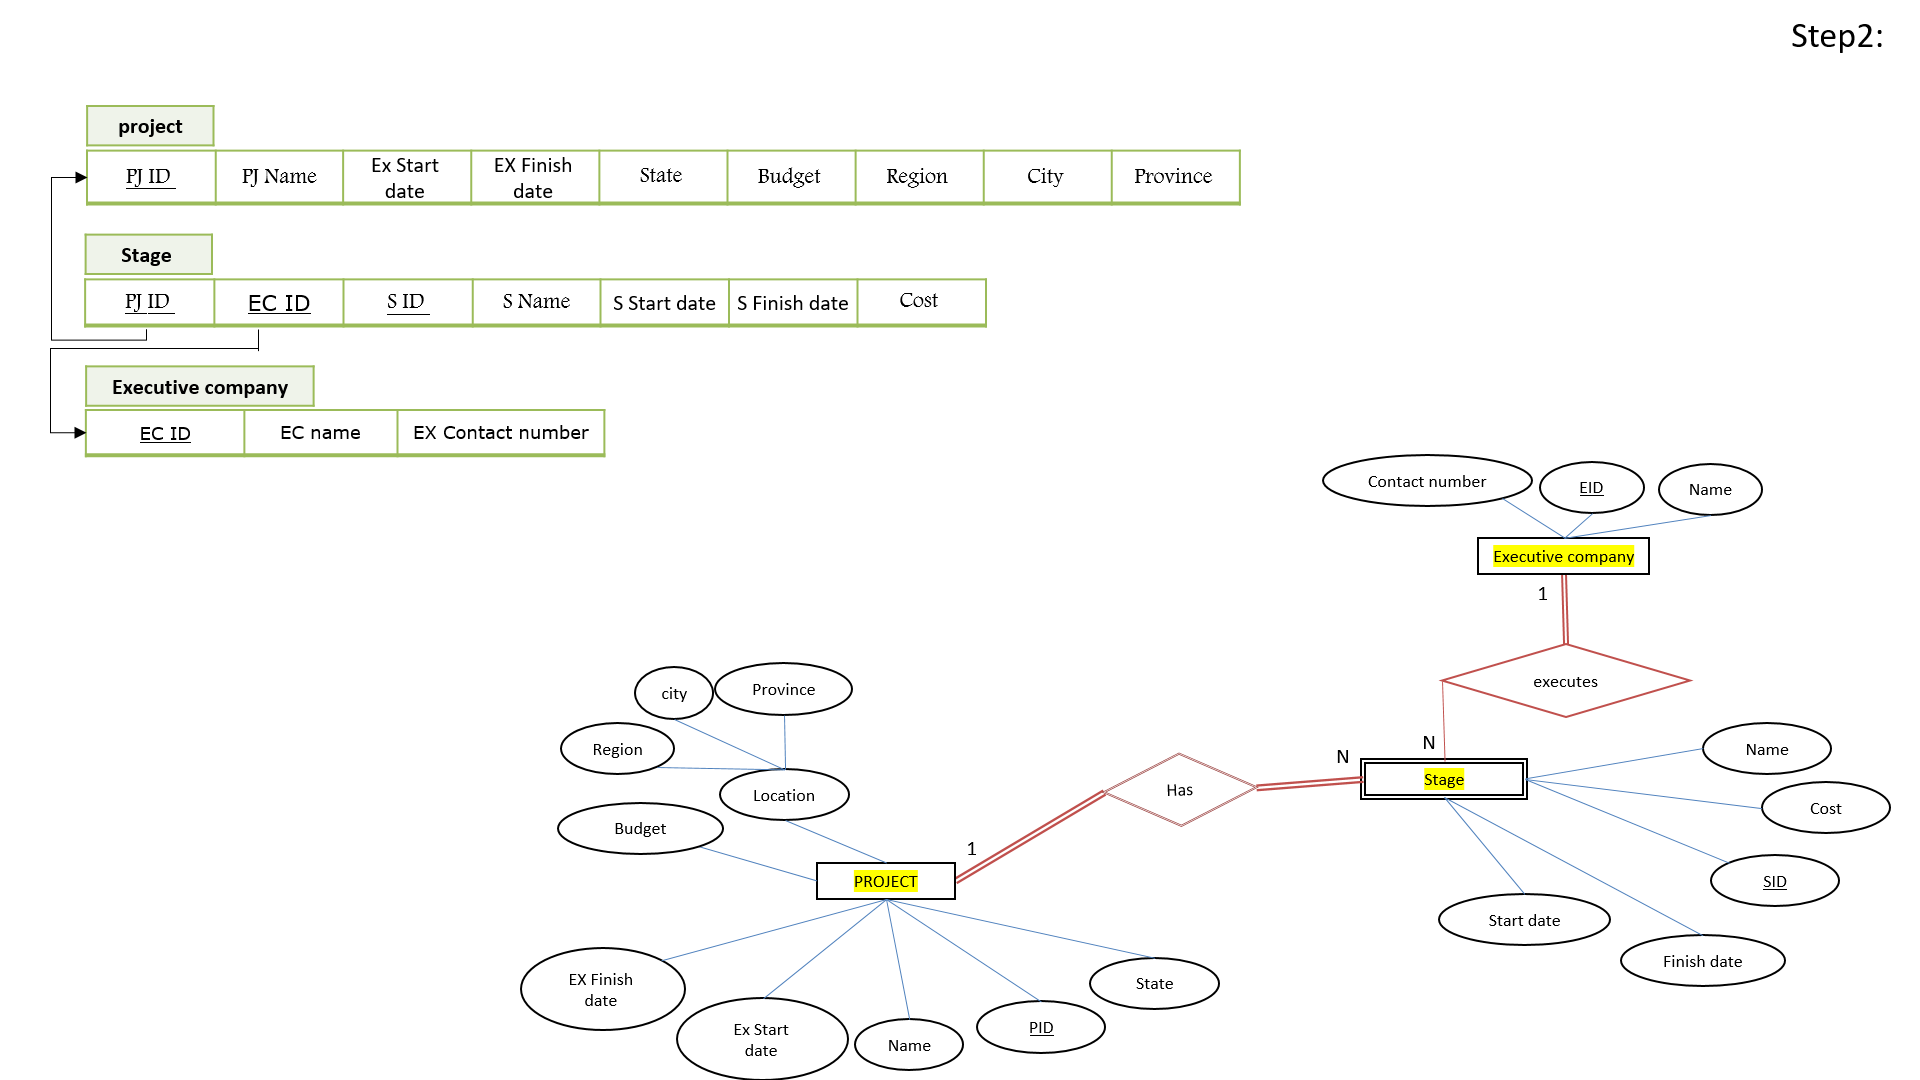 Step2:
project
PJ ID
PJ Name
Ex Start
date
EX Finish
date
State
Budget
Region
City
Province
Stage
PJ ID
EC ID
S ID
S Name
S Start date
S Finish date
Cost
Executive company
EC ID
EC name
EX Contact number
Contact number
EID
Name
Executive company
1
executes
N
city
Province
Region
Location
Budget
Has
N
Stage
Name
Cost
SID
Start date
Finish date
1
PROJECT
EX Finish
date
Ex Start
date
Name
PID
State